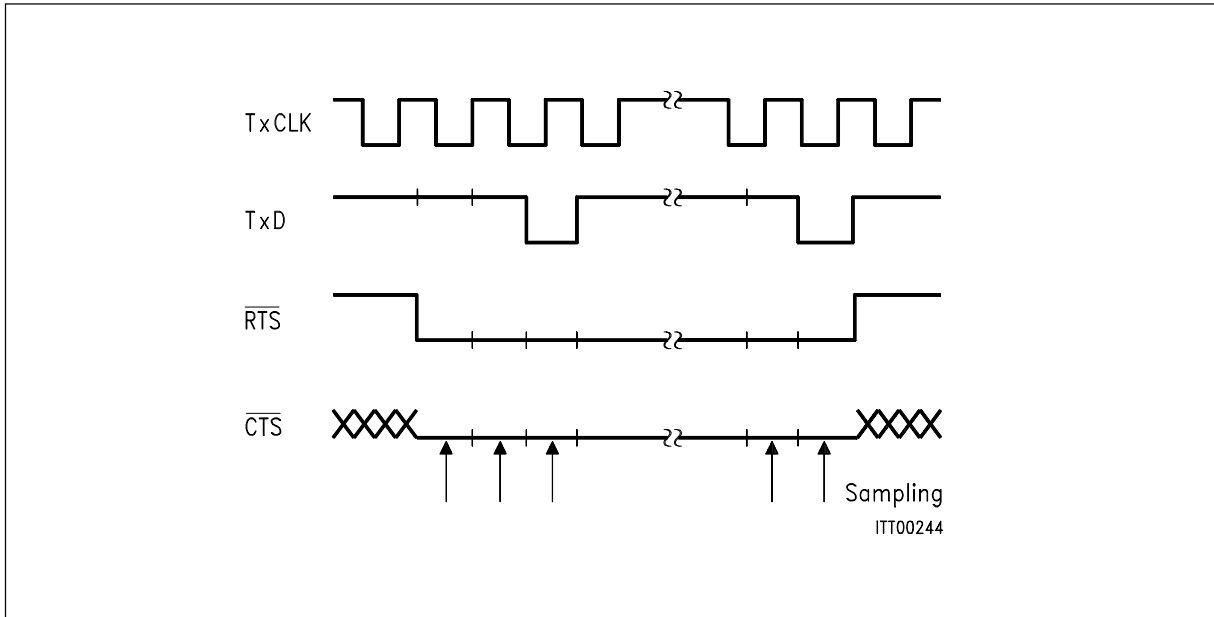 TxCLK
TxD
RTS
CTS
Sampling
ITT00244